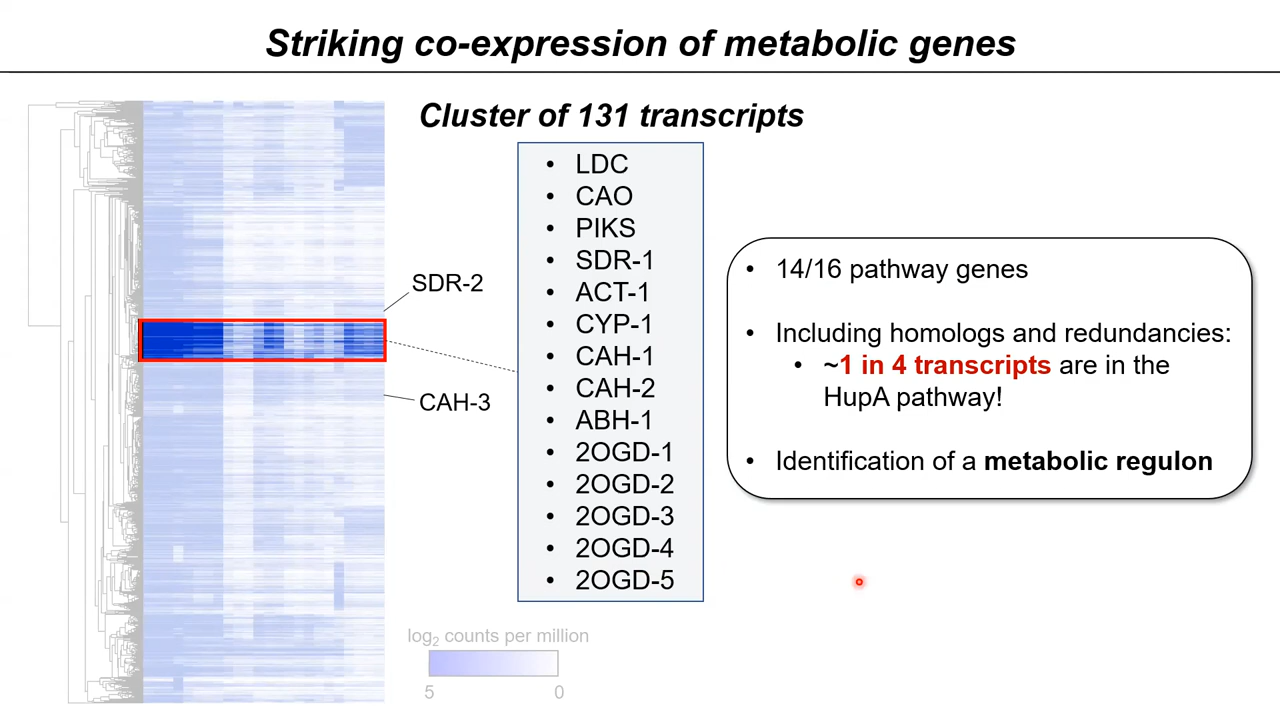 Striking co-expression of metabolic genes
Cluster of 131 transcripts
• LDC
• CAO
• PIKS
• SDR-1
• ACT-1
• CYP-1
• CAH-1
• CAH-2
• ABH-1
• 2OGD-1
• 2OGD-2
• 2OGD-3
• 2OGD-4
• 2OGD-5
SDR-2
CAH-3
• 14/16 pathway genes
• Including homologs and redundancies:
• ~1 in 4 transcripts are in the
HupA pathway!
• Identification of a metabolic regulon
log₂ counts per million
5 0